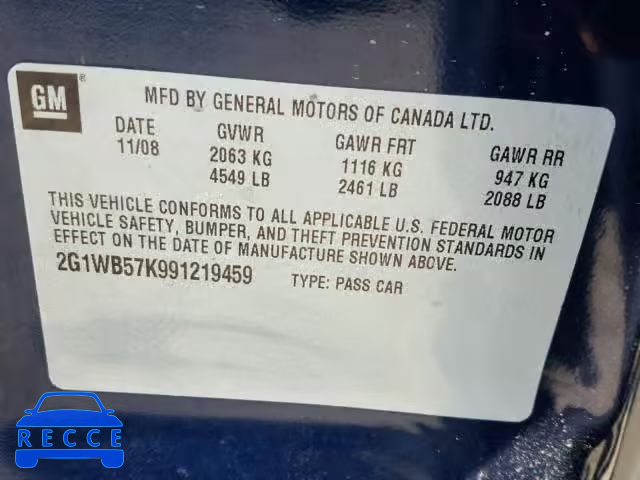 GM ®
MFD BY GENERAL MOTORS OF CANADA LTD.
DATE GVWR GAWR FRT GAWR RR
11/08 2063 KG 1116 KG 947 KG
4549 LB 2461 LB 2088 LB
THIS VEHICLE CONFORMS TO ALL APPLICABLE U.S. FEDERAL MOTOR
VEHICLE SAFETY, BUMPER, AND THEFT PREVENTION STANDARDS IN
EFFECT ON THE DATE OF MANUFACTURE SHOWN ABOVE.
2G1WB57K991219459 TYPE: PASS CAR
RECCE